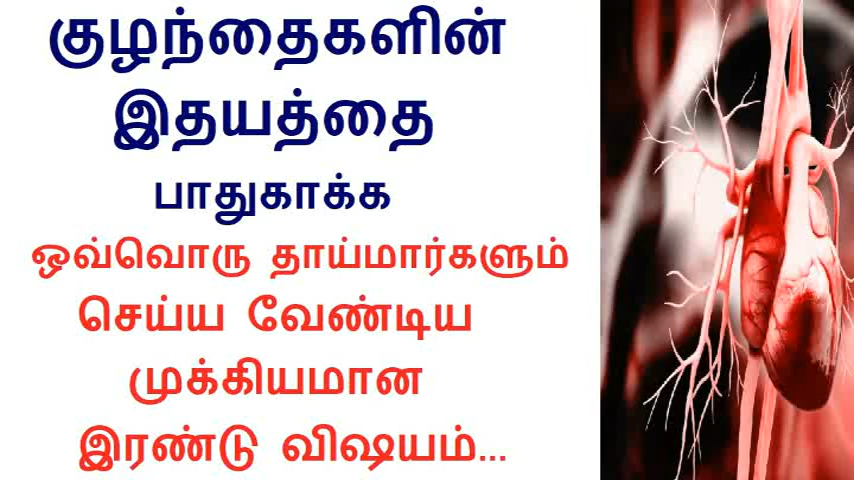 குழந்தைகளின்
இதயத்தை
பாதுகாக்க
ஒவ்வொரு தாய்மார்களும்
செய்ய வேண்டிய
முக்கியமான
இரண்டு விஷயம்...